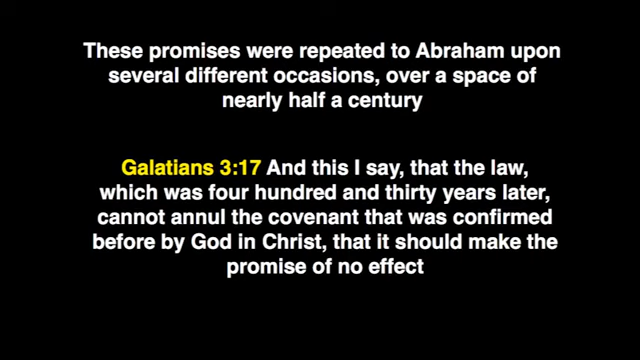 These promises were repeated to Abraham upon
several different occasions, over a space of
nearly half a century
Galatians 3:17 And this I say, that the law,
which was four hundred and thirty years later,
cannot annul the covenant that was confirmed
before by God in Christ, that it should make the
promise of no effect